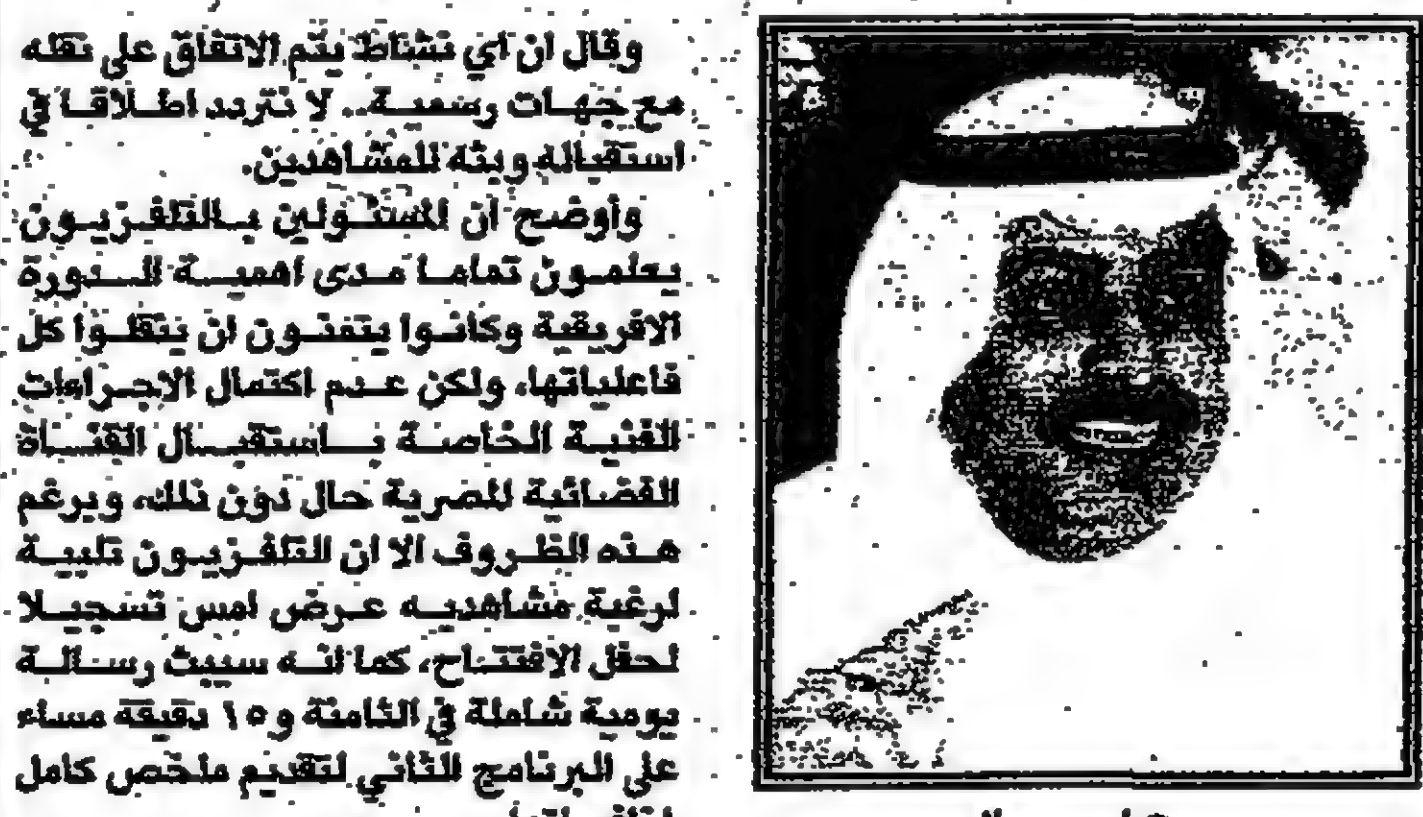 وقال ان اي نشاط يتم الاتفاق على نقله
مع جهات رسمية.. لا نتردد اطلاقا في
استقباله وبثه للمشاهدين.
وأوضح ان المسئولين بالتلفزيون
يعلمون تماما مدى اهمية الدورة
الافريقية وكانوا يتمنون ان ينقلوا كل
فاعلياتها، ولكن عدم اكتمال الاجراءات
الفنية الخاصة باستقبال القناة
الفضائية المصرية حال دون ذلك، وبرغم
هذه الظروف الا ان التلفزيون تلبية
لرغبة مشاهديه عرض امس تسجيلا
لحفل الافتتاح، كما انه سيبث رسالة
يومية شاملة في الثامنة و١٥ دقيقة مساء
على البرنامج الثاني لتقديم ملخص كامل